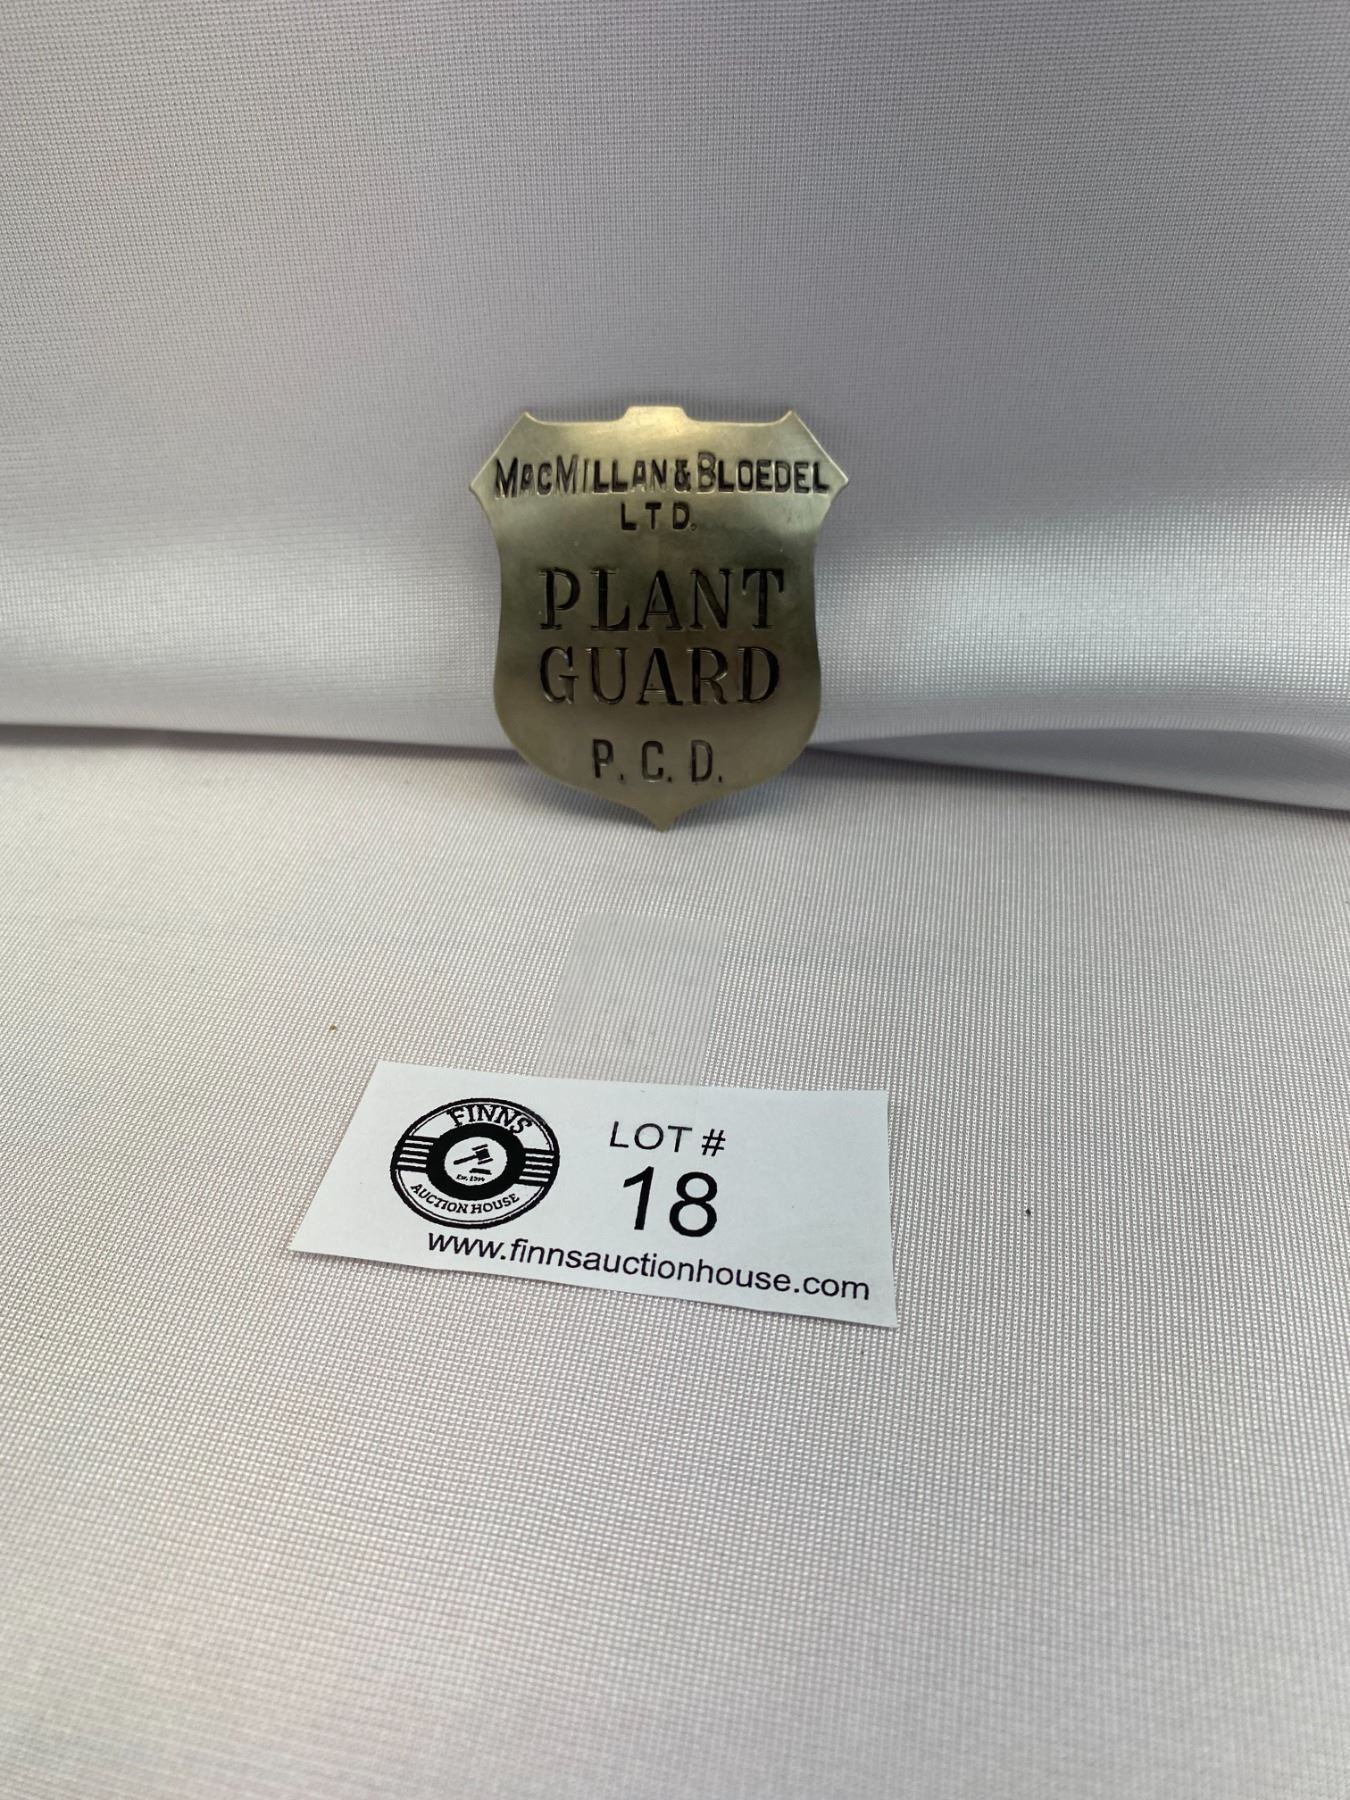 MACMILLAN & BLOEDEL
LTD.
PLANT
GUARD
P. C. D.
FINNS
AUCTION HOUSE
LOT #
18
www.finnsauctionhouse.com